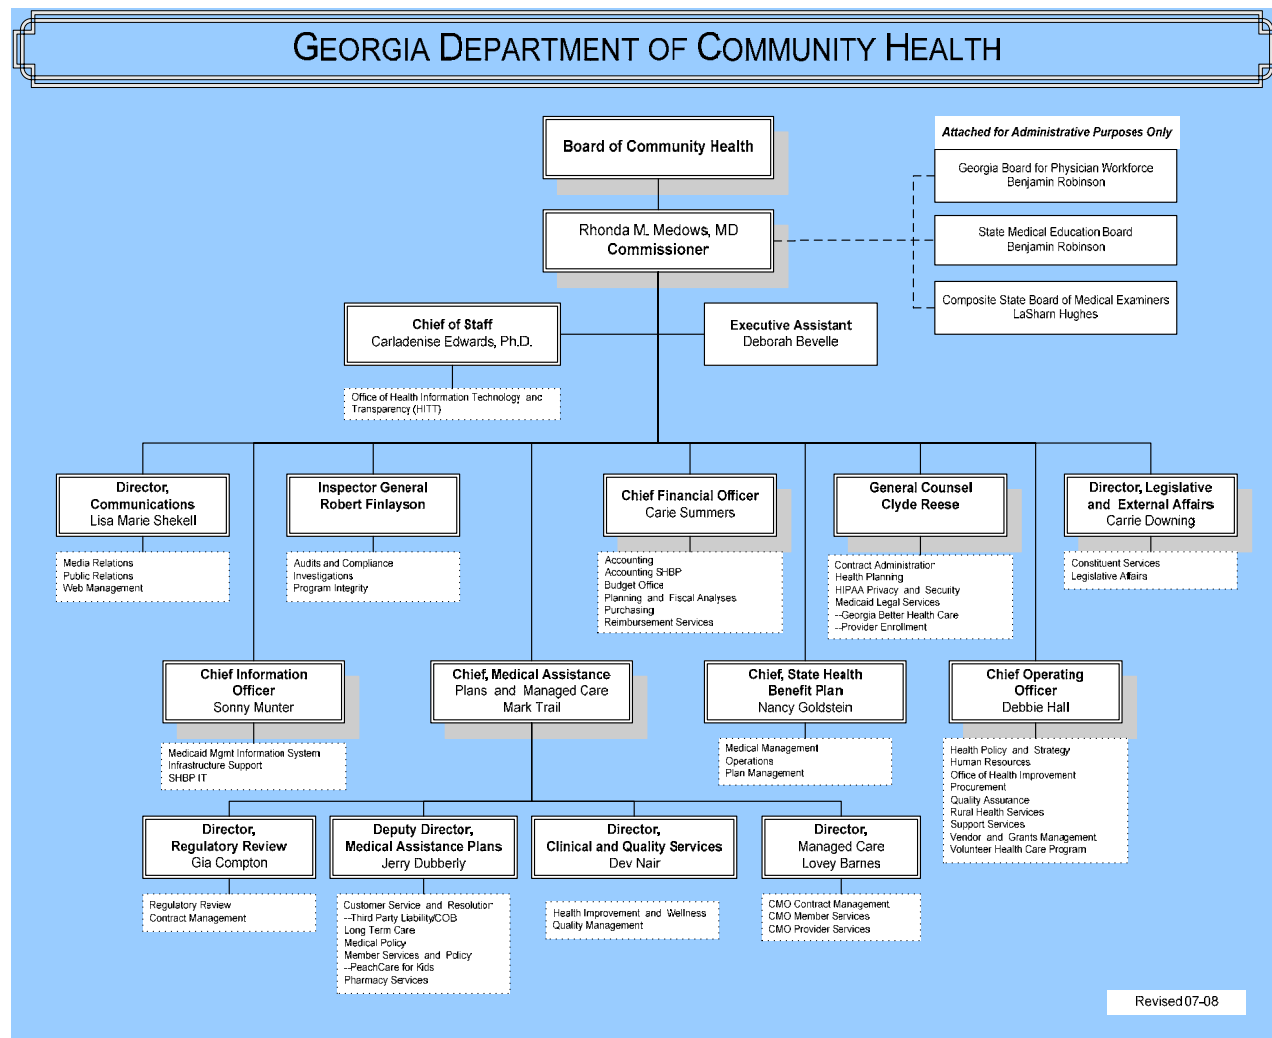 GEORGIA DEPARTMENT OF COMMUNITY HEALTH
Board of Community Health
Rhonda M. Medows, MD
Commissioner
Attached for Administrative Purposes Only
Georgia Board for Physician Workforce
Benjamin Robinson
State Medical Education Board
Benjamin Robinson
Composite State Board of Medical Examiners
LaSharn Hughes
Chief of Staff
Carladenise Edwards, Ph.D.
Executive Assistant
Deborah Bevelle
Office of Health Information Technology and
Transparency (HITT)
Director,
Communications
Lisa Marie Shekell
Media Relations
Public Relations
Web Management
Inspector General
Robert Finlayson
Audits and Compliance
Investigations
Program Integrity
Chief Financial Officer
Carie Summers
Accounting
Accounting SHBP
Budget Office
Planning and Fiscal Analyses
Purchasing
Reimbursement Services
General Counsel
Clyde Reese
Contract Administration
Health Planning
HIPAA Privacy and Security
Medicaid Legal Services
--Georgia Better Health Care
--Provider Enrollment
Director, Legislative
and External Affairs
Carrie Downing
Constituent Services
Legislative Affairs
Chief Information
Officer
Sonny Munter
Medicaid Mgmt Information System
Infrastructure Support
SHBP IT
Chief, Medical Assistance
Plans and Managed Care
Mark Trail
Chief, State Health
Benefit Plan
Nancy Goldstein
Medical Management
Operations
Plan Management
Chief Operating
Officer
Debbie Hall
Health Policy and Strategy
Human Resources
Office of Health Improvement
Procurement
Quality Assurance
Rural Health Services
Support Services
Vendor and Grants Management
Volunteer Health Care Program
Director,
Regulatory Review
Gia Compton
Regulatory Review
Contract Management
Deputy Director,
Medical Assistance Plans
Jerry Dubberly
Customer Service and Resolution
--Third Party Liability/COB
Long Term Care
Medical Policy
Member Services and Policy
--PeachCare for Kids
Pharmacy Services
Director,
Clinical and Quality Services
Dev Nair
Health Improvement and Wellness
Quality Management
Director,
Managed Care
Lovey Barnes
CMO Contract Management
CMO Member Services
CMO Provider Services
Revised 07-08